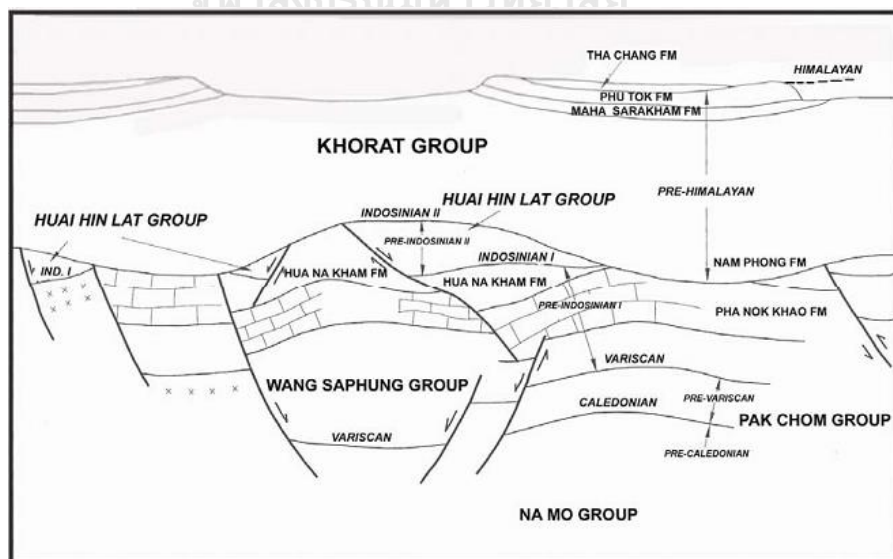 THA CHANG FM
HIMALAYAN
PHU TOK FM
MAHA SARAKHAM FM
KHORAT GROUP
PRE-HIMALAYAN
HUAI HIN LAT GROUP
HUAI HIN LAT GROUP
INDOSINIAN II
PRE-INDOSINIAN II
INDOSINIAN I
IND. I
HUA NA KHAM FM
HUA NA KHAM FM
NAM PHONG FM
PRE-INDOSINIAN I
PHA NOK KHAO FM
VARISCAN
WANG SAPHUNG GROUP
PRE-VARISCAN
CALEDONIAN
PAK CHOM GROUP
VARISCAN
PRE-CALEDONIAN
NA MO GROUP